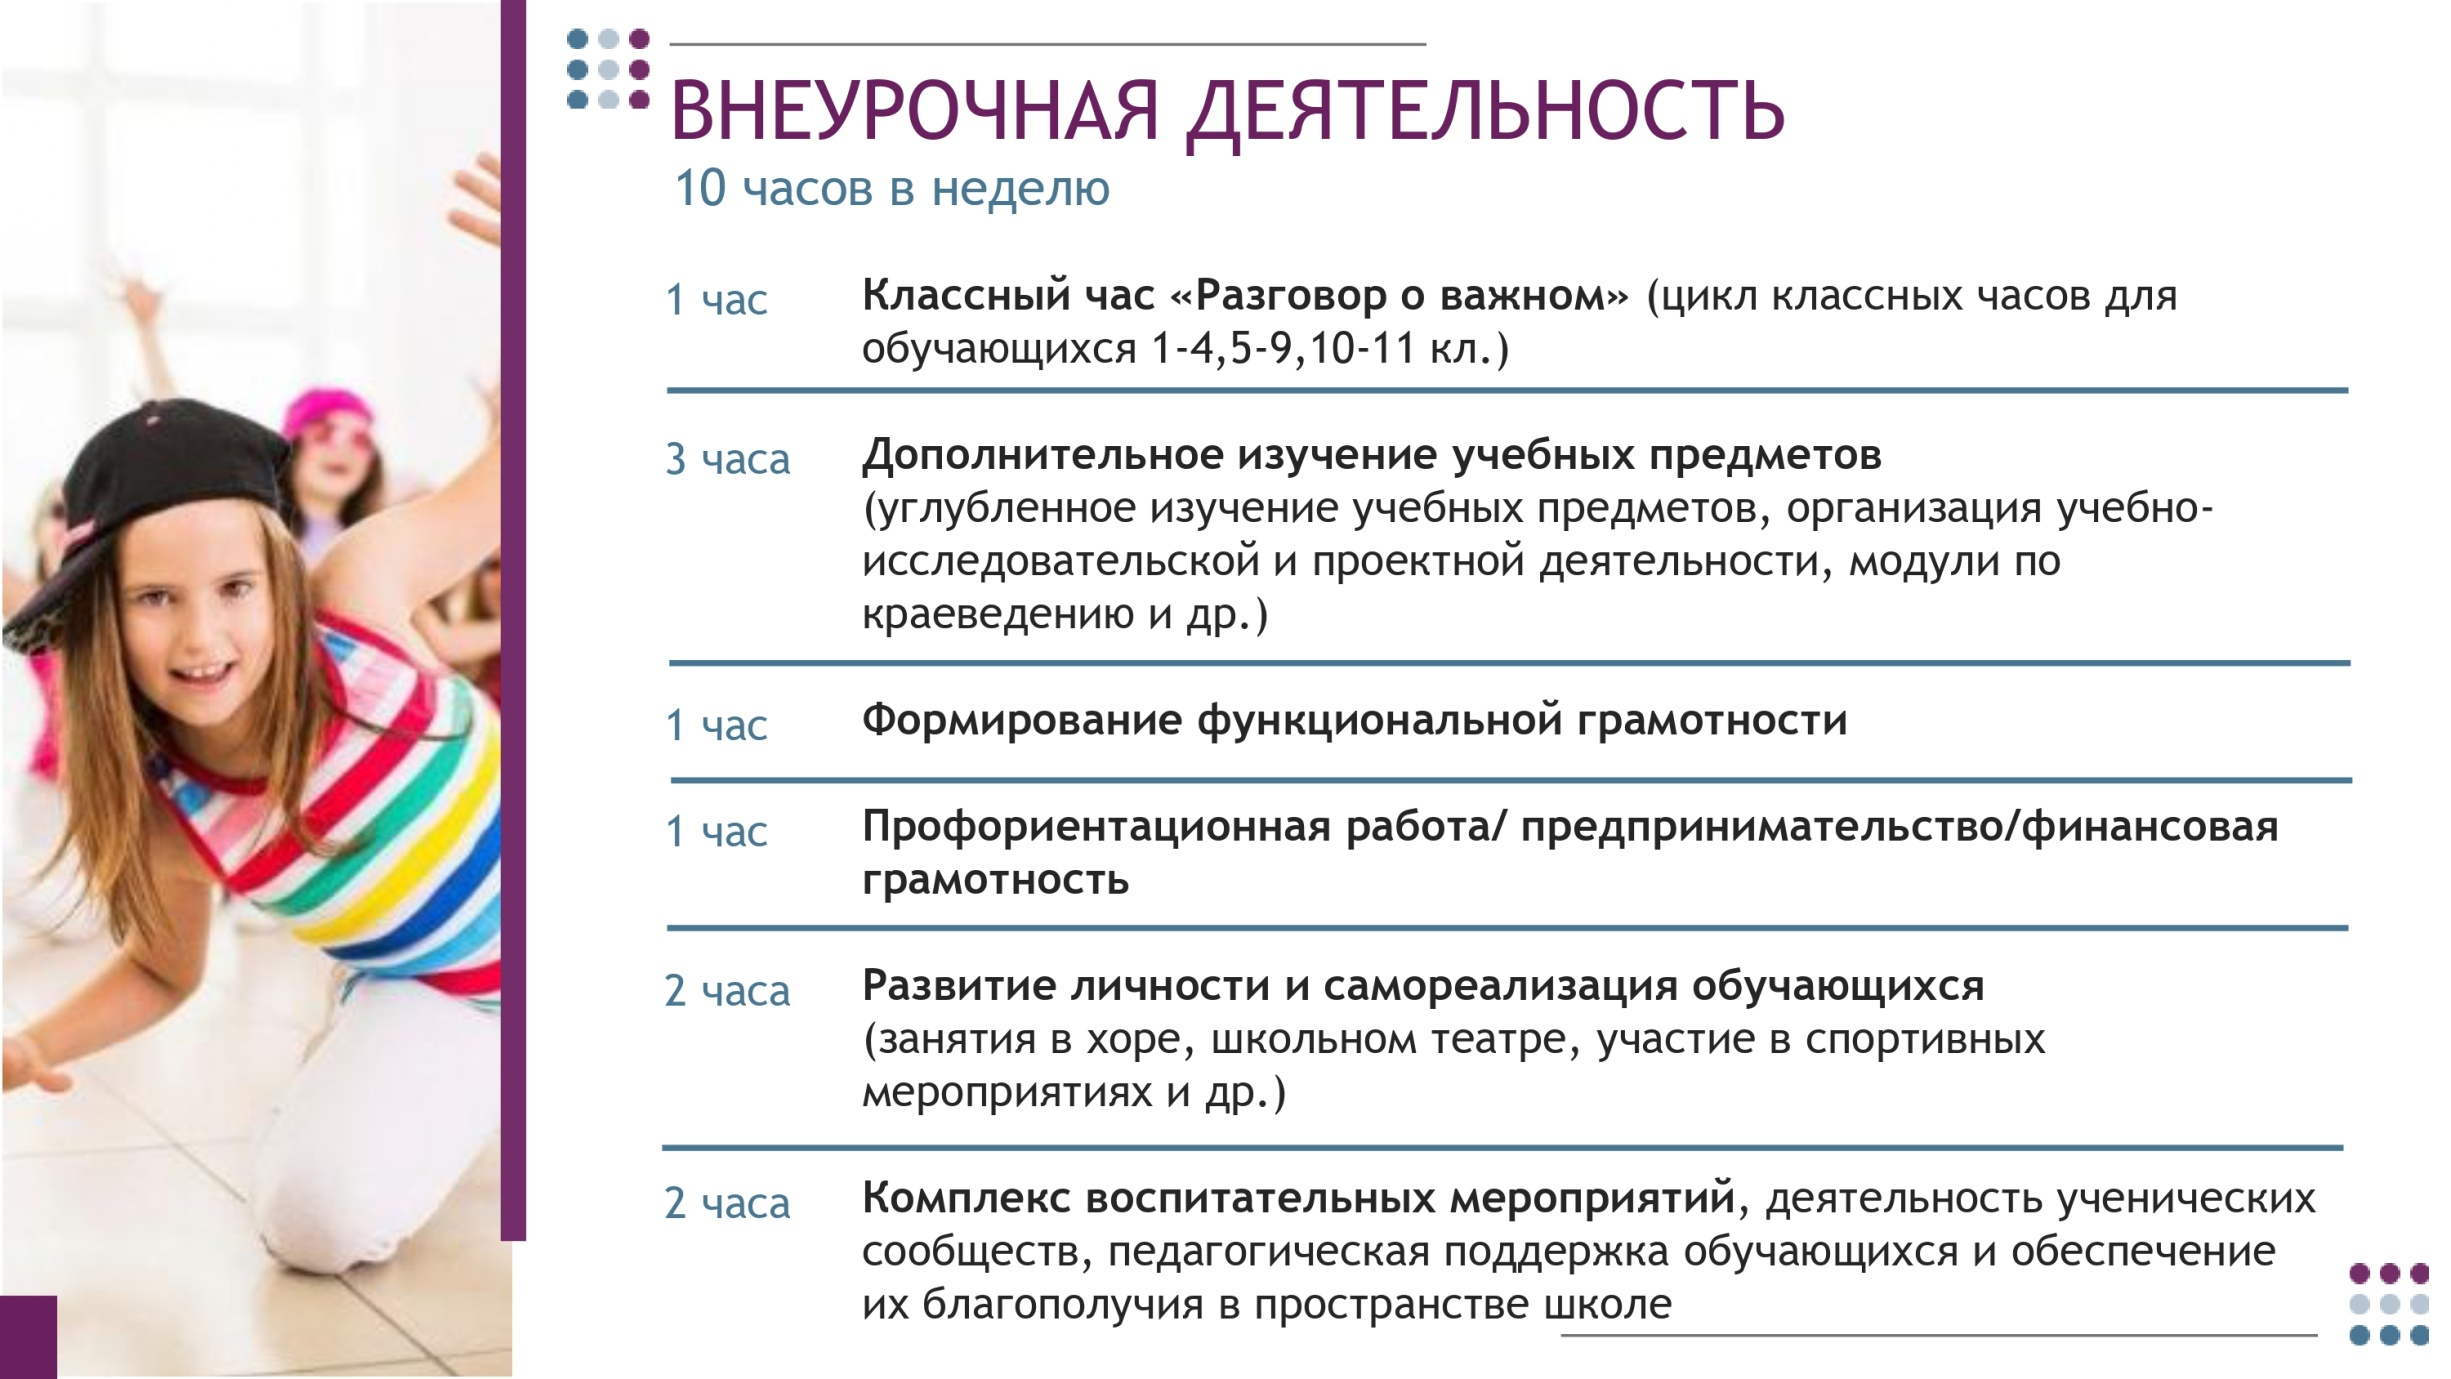 ВНЕУРОЧНАЯ ДЕЯТЕЛЬНОСТЬ
10 часов в неделю
1 час
Классный час «Разговор о важном» (цикл классных часов для
обучающихся 1-4,5-9,10-11 кл.)
3 часа
Дополнительное изучение учебных предметов
(углубленное изучение учебных предметов, организация учебно-
исследовательской и проектной деятельности, модули по
краеведению и др.)
1 час
Формирование функциональной грамотности
1 час
Профориентационная работа/ предпринимательство/финансовая
грамотность
2 часа
Развитие личности и самореализация обучающихся
(занятия в хоре, школьном театре, участие в спортивных
мероприятиях и др.)
2 часа
Комплекс воспитательных мероприятий, деятельность ученических
сообществ, педагогическая поддержка обучающихся и обеспечение
их благополучия в пространстве школе